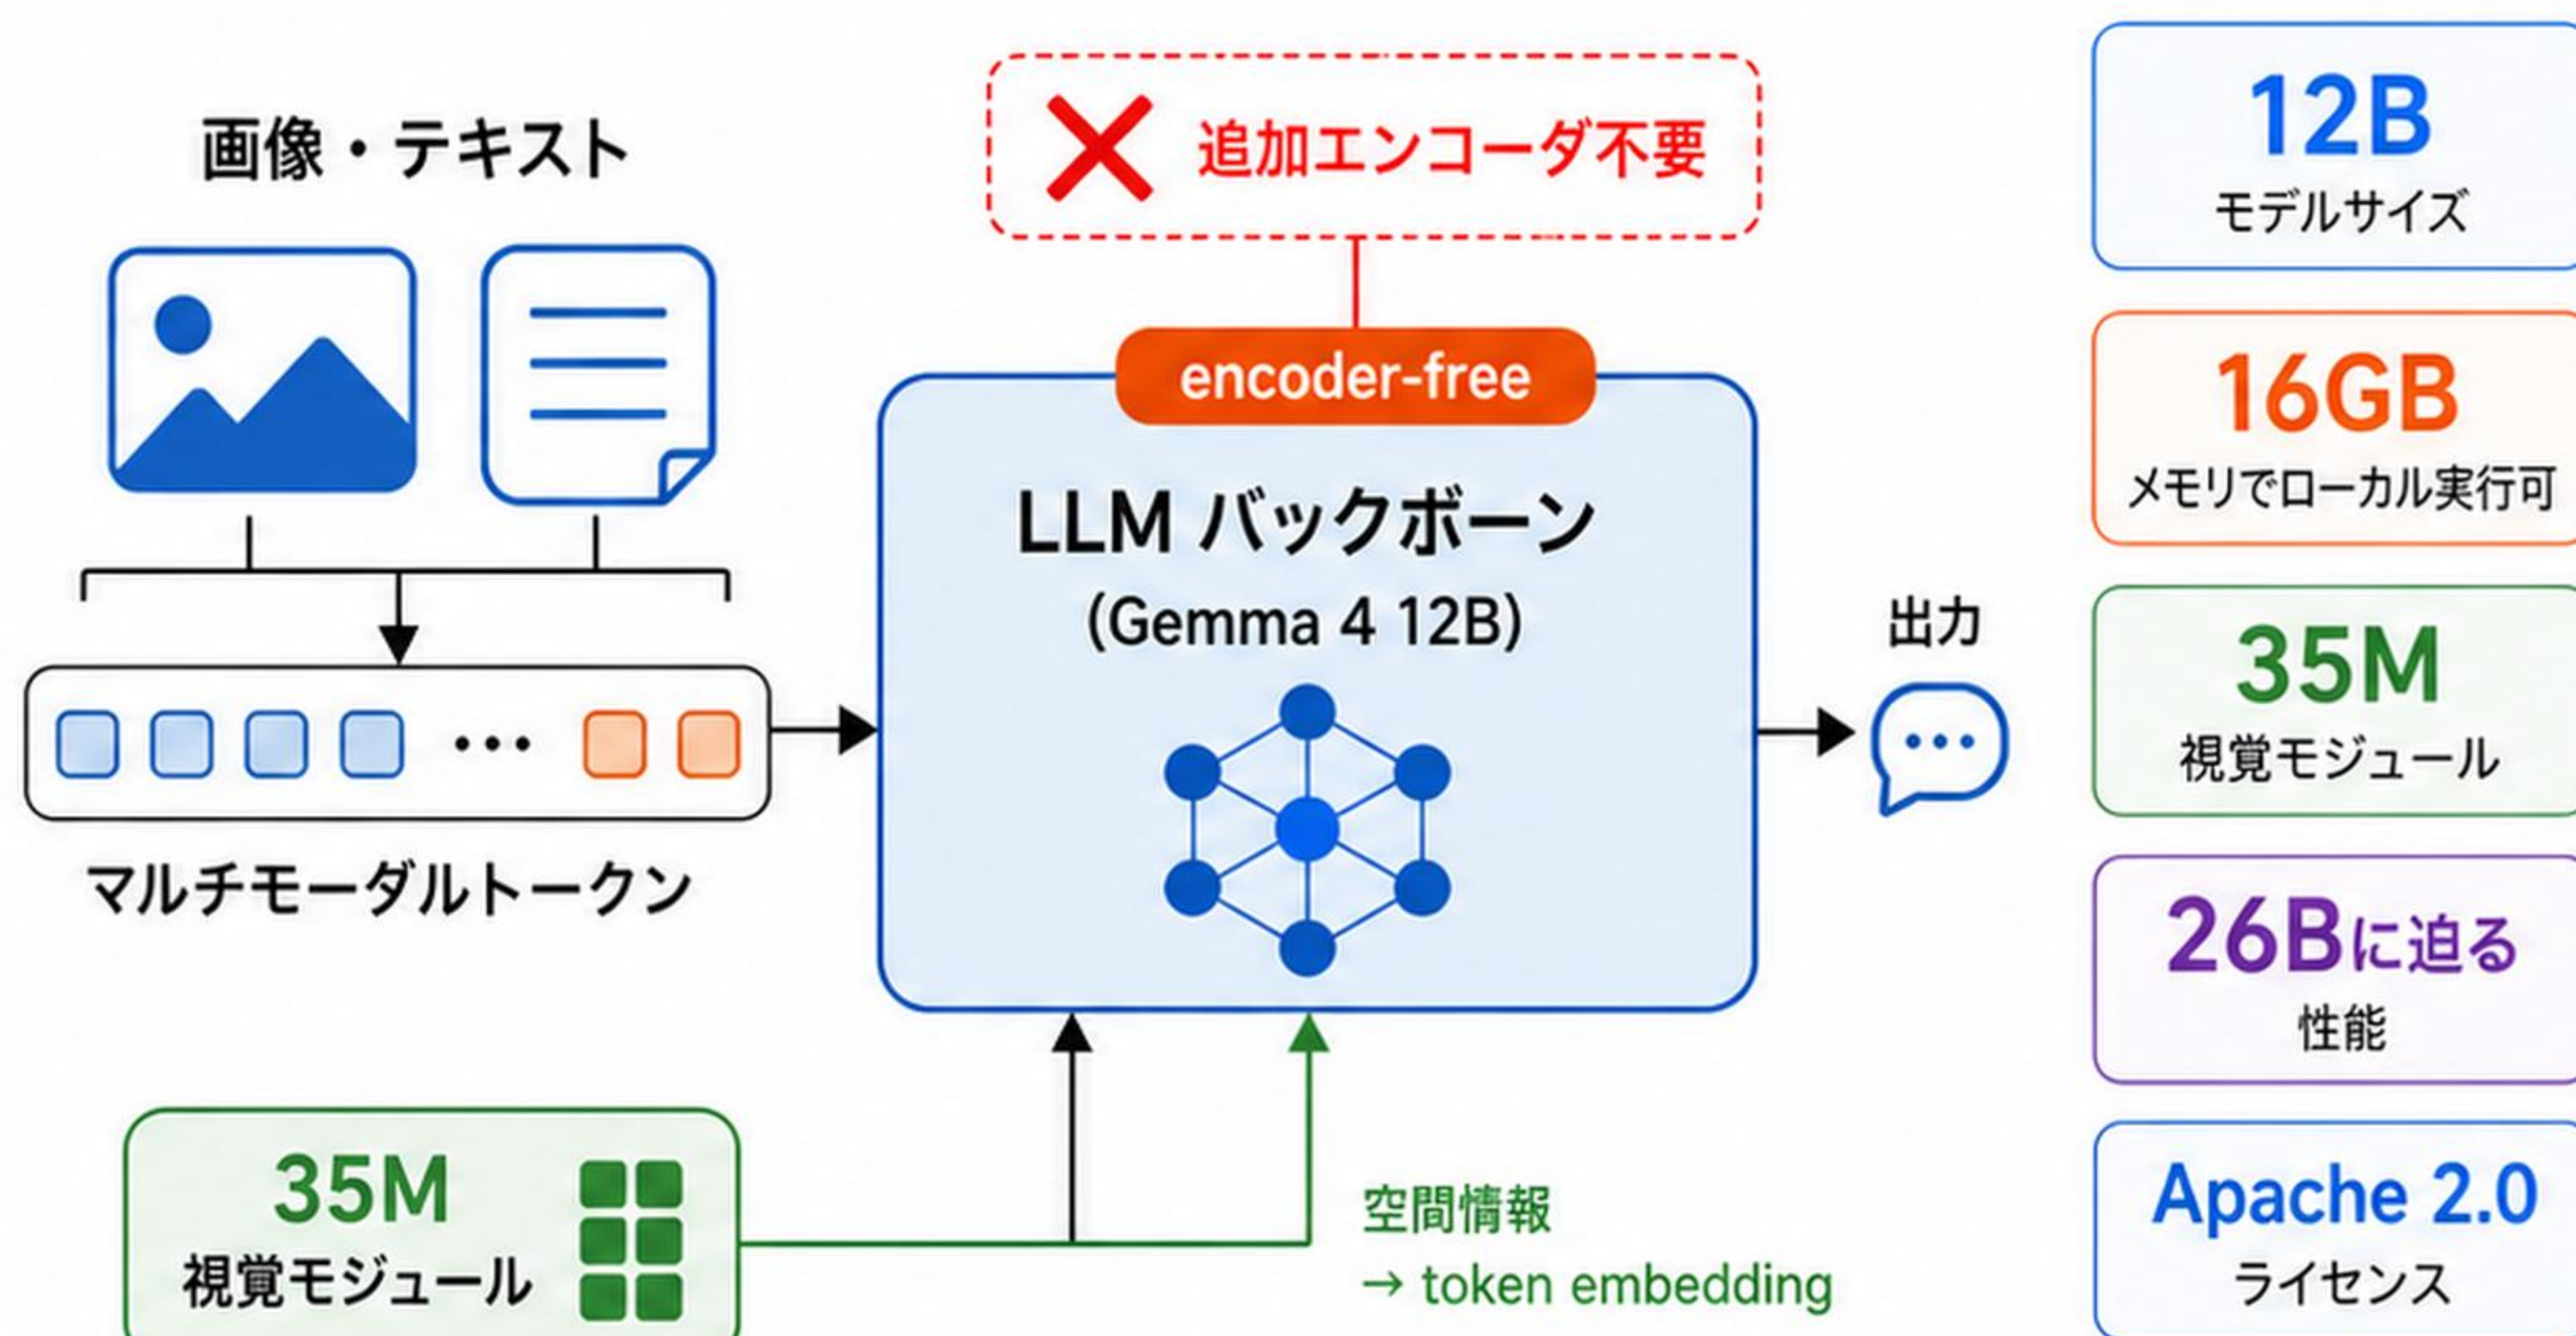 画像・テキスト
マルチモーダルトークン
35M
視覚モジュール
追加エンコーダ不要
encoder-free
LLM バックボーン
(Gemma 4 12B)
空間情報
→ token embedding
出力
12B
モデルサイズ
16GB
メモリでローカル実行可
35M
視覚モジュール
26Bに迫る
性能
Apache 2.0
ライセンス